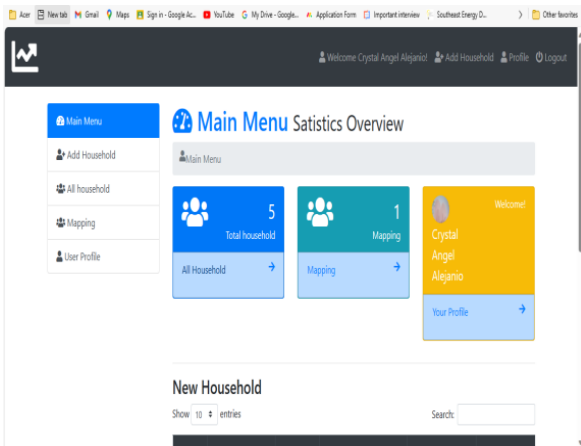 Acer New tab Gmail Maps Sign in - Google Ac... YouTube My Drive - Google... Application Form Important interview Southeast Energy D... Other favorites
Welcome Crystal Angel Alejanio! Add Household Profile Logout
Main Menu
Add Household
All household
Mapping
User Profile
Main Menu Satistics Overview
Main Menu
5
Total household
All Household
1
Mapping
Mapping
Welcome!
Crystal
Angel
Alejanio
Your Profile
New Household
Show 10 entries
Search: